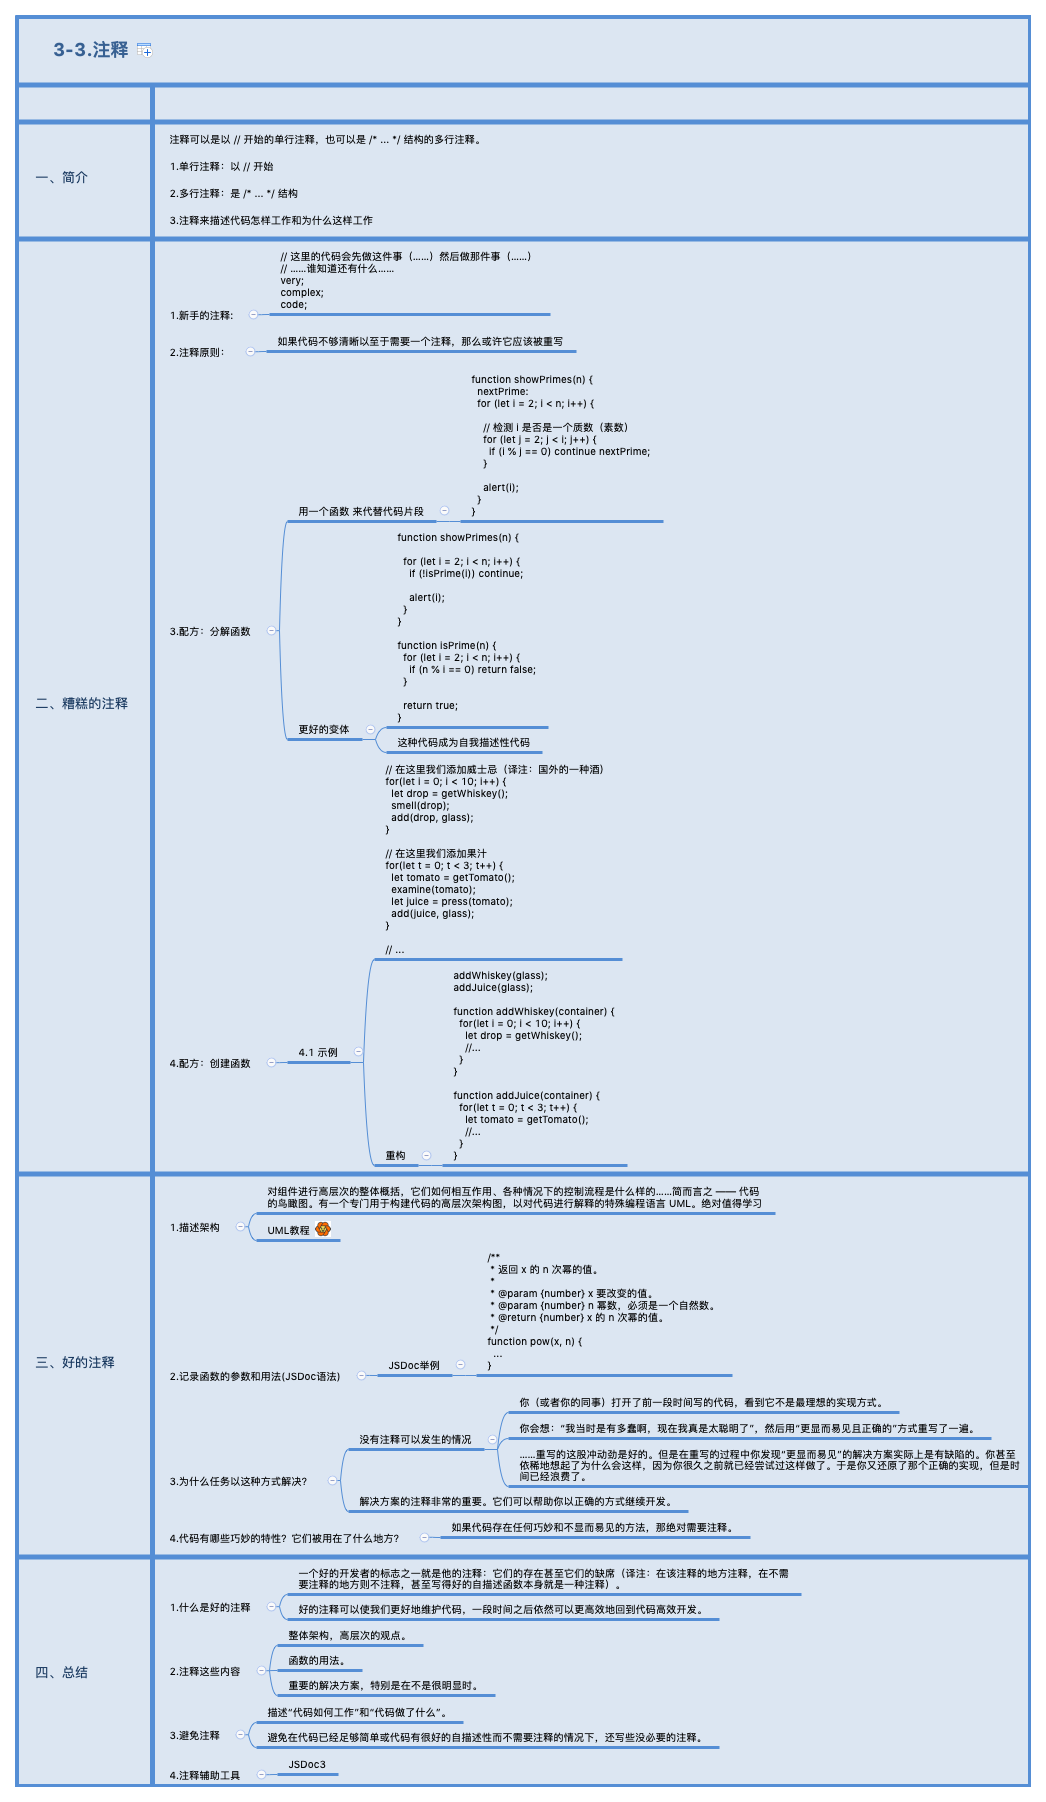 3-3.注释
一、简介
注释可以是以 // 开始的单行注释，也可以是 /* ... */ 结构的多行注释。
1.单行注释：以 // 开始
2.多行注释：是 /* ... */ 结构
3.注释来描述代码怎样工作和为什么这样工作
二、糟糕的注释
1.新手的注释:
// 这里的代码会先做这件事（……）然后做那件事（……）
// ……谁知道还有什么……
very;
complex;
code;
2.注释原则：
如果代码不够清晰以至于需要一个注释，那么或许它应该被重写
3.配方：分解函数
用一个函数 来代替代码片段
function showPrimes(n) {
  nextPrime:
  for (let i = 2; i < n; i++) {

    // 检测 i 是否是一个质数（素数）
    for (let j = 2; j < i; j++) {
      if (i % j == 0) continue nextPrime;
    }

    alert(i);
  }
}
更好的变体
function showPrimes(n) {

  for (let i = 2; i < n; i++) {
    if (!isPrime(i)) continue;

    alert(i);
  }
}

function isPrime(n) {
  for (let i = 2; i < n; i++) {
    if (n % i == 0) return false;
  }

  return true;
}
这种代码成为自我描述性代码
4.配方：创建函数
4.1 示例
// 在这里我们添加威士忌（译注：国外的一种酒）
for(let i = 0; i < 10; i++) {
  let drop = getWhiskey();
  smell(drop);
  add(drop, glass);
}

// 在这里我们添加果汁
for(let t = 0; t < 3; t++) {
  let tomato = getTomato();
  examine(tomato);
  let juice = press(tomato);
  add(juice, glass);
}

// ...
重构
addWhiskey(glass);
addJuice(glass);

function addWhiskey(container) {
  for(let i = 0; i < 10; i++) {
    let drop = getWhiskey();
    //...
  }
}

function addJuice(container) {
  for(let t = 0; t < 3; t++) {
    let tomato = getTomato();
    //...
  }
}
三、好的注释
1.描述架构
对组件进行高层次的整体概括，它们如何相互作用、各种情况下的控制流程是什么样的……简而言之 —— 代码
的鸟瞰图。有一个专门用于构建代码的高层次架构图，以对代码进行解释的特殊编程语言 UML。绝对值得学习
UML教程
2.记录函数的参数和用法(JSDoc语法)
JSDoc举例
/**
 * 返回 x 的 n 次幂的值。
 *
 * @param {number} x 要改变的值。
 * @param {number} n 幂数，必须是一个自然数。
 * @return {number} x 的 n 次幂的值。
 */
function pow(x, n) {
  ...
}
3.为什么任务以这种方式解决?
没有注释可以发生的情况
你（或者你的同事）打开了前一段时间写的代码，看到它不是最理想的实现方式。
你会想：“我当时是有多蠢啊，现在我真是太聪明了”，然后用“更显而易见且正确的”方式重写了一遍。
……重写的这股冲动劲是好的。但是在重写的过程中你发现“更显而易见”的解决方案实际上是有缺陷的。你甚至
依稀地想起了为什么会这样，因为你很久之前就已经尝试过这样做了。于是你又还原了那个正确的实现，但是时
间已经浪费了。
解决方案的注释非常的重要。它们可以帮助你以正确的方式继续开发。
4.代码有哪些巧妙的特性？它们被用在了什么地方?
如果代码存在任何巧妙和不显而易见的方法，那绝对需要注释。
四、总结
1.什么是好的注释
一个好的开发者的标志之一就是他的注释：它们的存在甚至它们的缺席（译注：在该注释的地方注释，在不需
要注释的地方则不注释，甚至写得好的自描述函数本身就是一种注释）。
好的注释可以使我们更好地维护代码，一段时间之后依然可以更高效地回到代码高效开发。
2.注释这些内容
整体架构，高层次的观点。
函数的用法。
重要的解决方案，特别是在不是很明显时。
3.避免注释
描述“代码如何工作”和“代码做了什么”。
避免在代码已经足够简单或代码有很好的自描述性而不需要注释的情况下，还写些没必要的注释。
4.注释辅助工具
JSDoc3